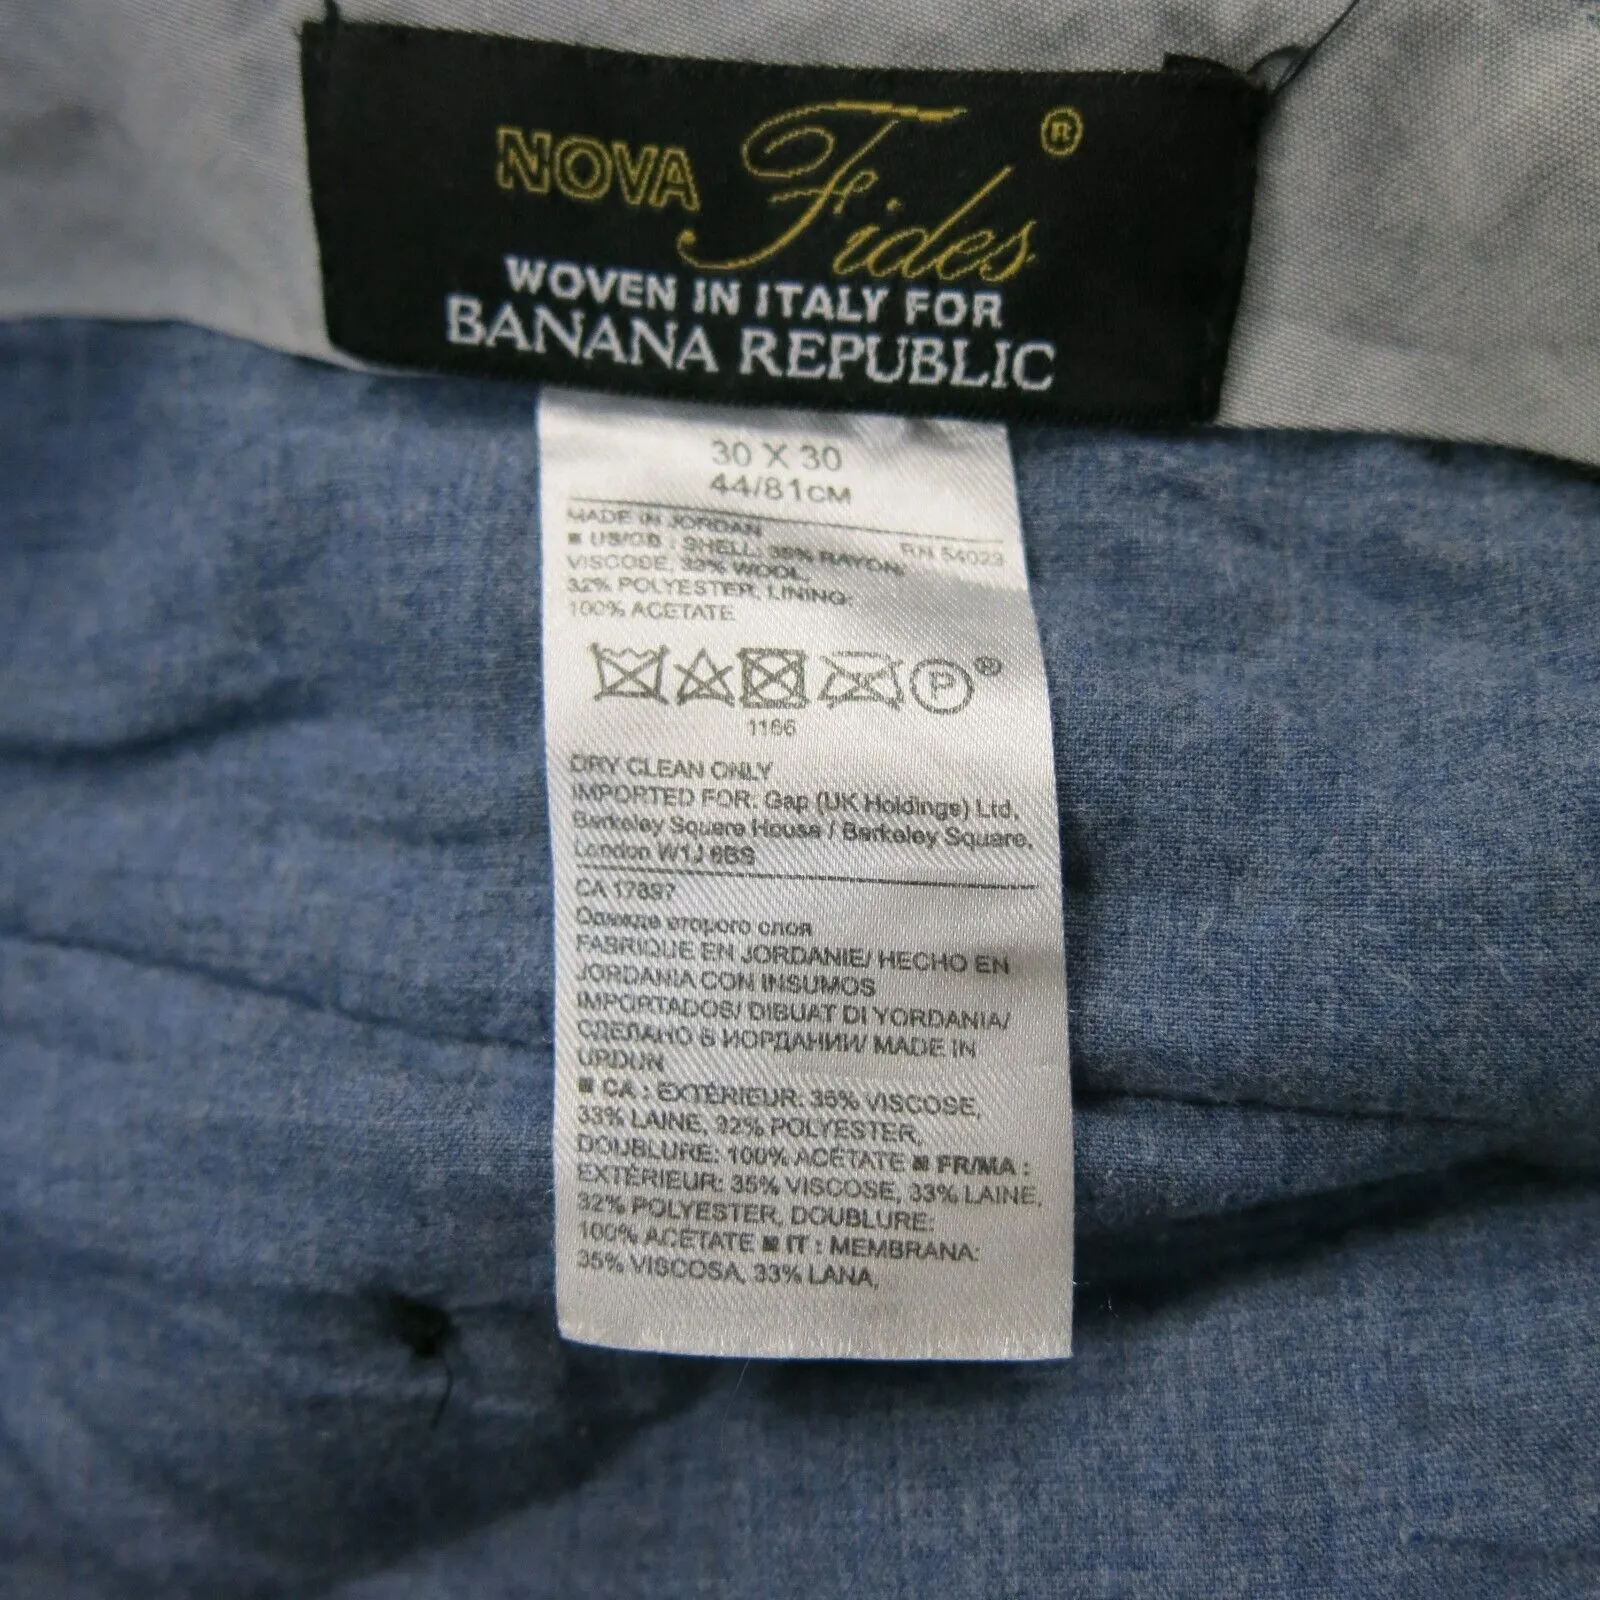 NOVA Fides ®
WOVEN IN ITALY FOR
BANANA REPUBLIC
30 X 30
44/81CM
MADE IN JORDAN
RN 54023
■ US/GB : SHELL: 35% RAYON
VISCODE, 33% WOOL,
32% POLYESTER, LINING:
100% ACETATE
P ®
1166
DRY CLEAN ONLY
IMPORTED FOR: Gap (UK Holdings) Ltd,
Berkeley Square House / Berkeley Square,
London W1J 6BS
CA 17897
Одежда второго слоя
FABRIQUE EN JORDANIE/ HECHO EN
JORDANIA CON INSUMOS
IMPORTADOS/ DIBUAT DI YORDANIA/
СДЕЛАНО В ИОРДАНИИ/ MADE IN
URDUN
■ CA : EXTÉRIEUR: 35% VISCOSE,
33% LAINE, 32% POLYESTER,
DOUBLURE: 100% ACÉTATE ■ FR/MA :
EXTÉRIEUR: 35% VISCOSE, 33% LAINE,
32% POLYESTER, DOUBLURE:
100% ACÉTATE ■ IT : MEMBRANA:
35% VISCOSA, 33% LANA,